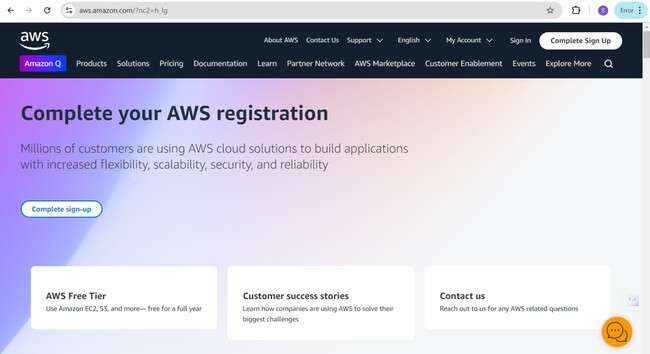 aws.amazon.com/?nc2=h_lg
S
Error
aws
About AWS Contact Us Support English My Account Sign In Complete Sign Up
Amazon Q Products Solutions Pricing Documentation Learn Partner Network AWS Marketplace Customer Enablement Events Explore More
Complete your AWS registration
Millions of customers are using AWS cloud solutions to build applications
with increased flexibility, scalability, security, and reliability
Complete sign-up
AWS Free Tier
Use Amazon EC2, S3, and more— free for a full year
Customer success stories
Learn how companies are using AWS to solve their
biggest challenges
Contact us
Reach out to us for any AWS related questions